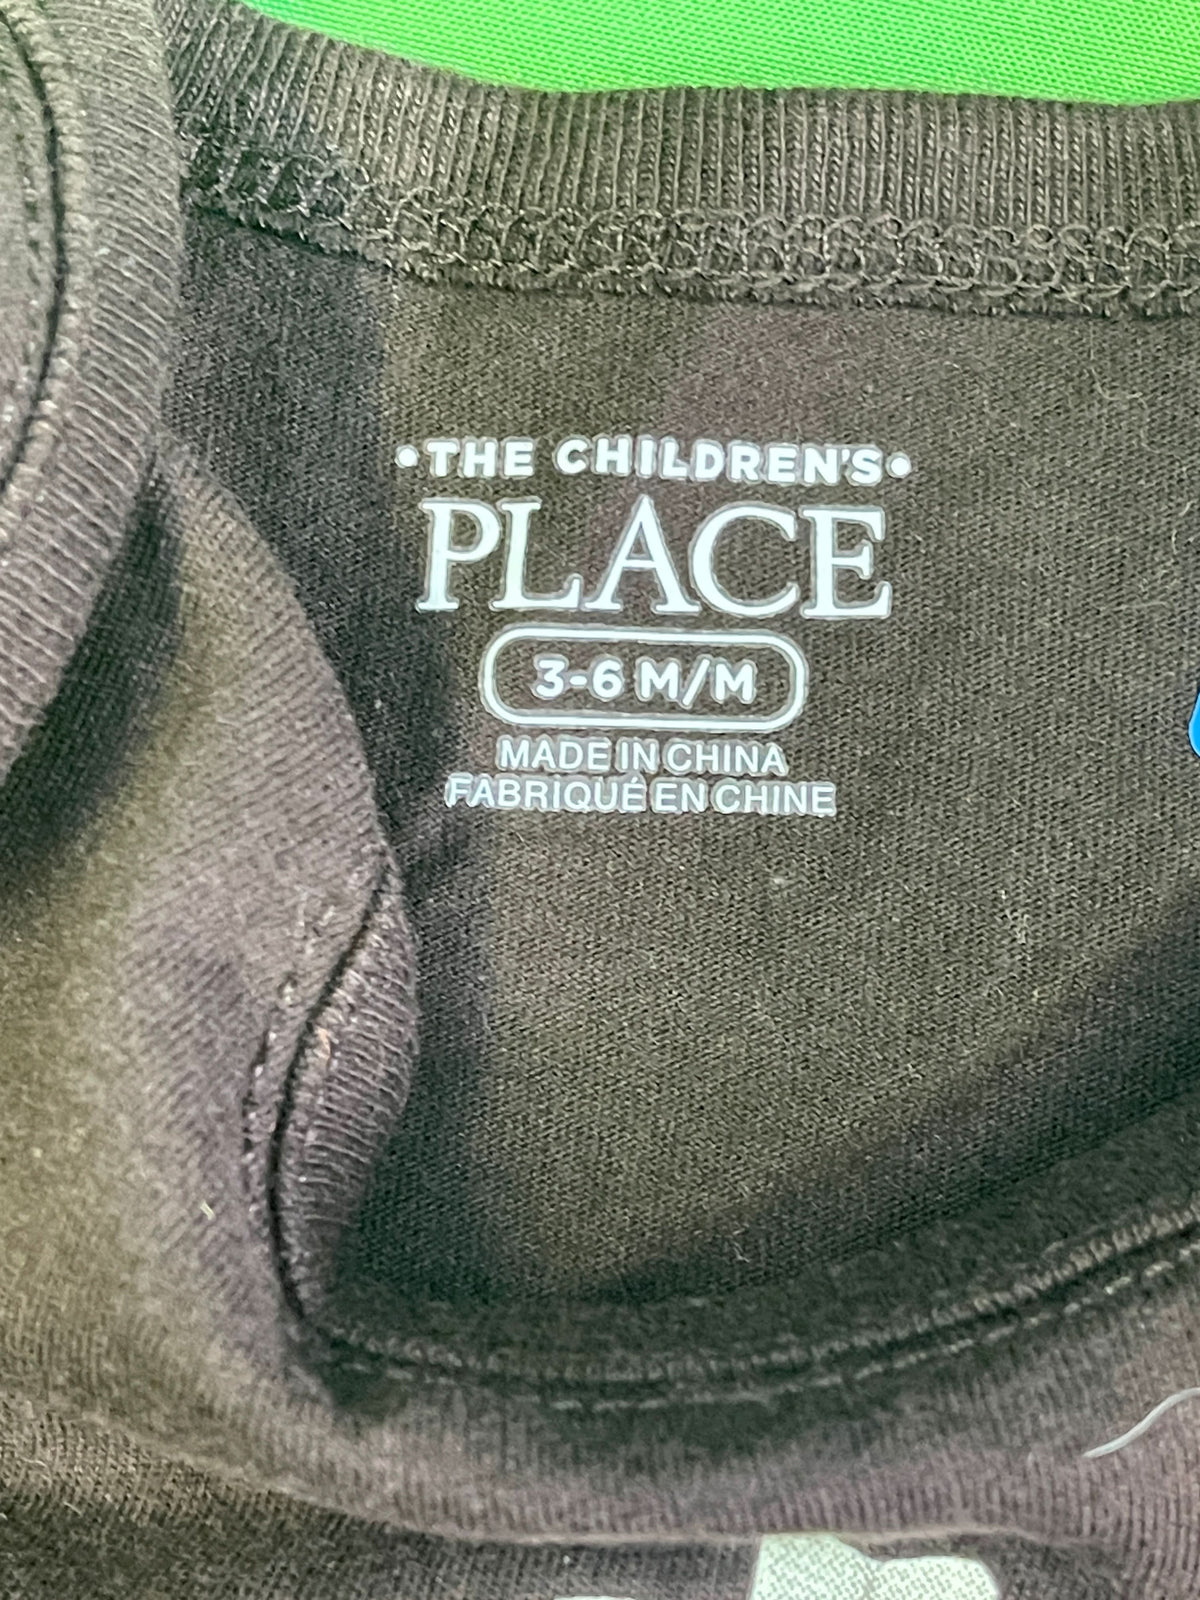 •THE CHILDREN'S•
PLACE
3-6 M/M
MADE IN CHINA
FABRIQUÉ EN CHINE